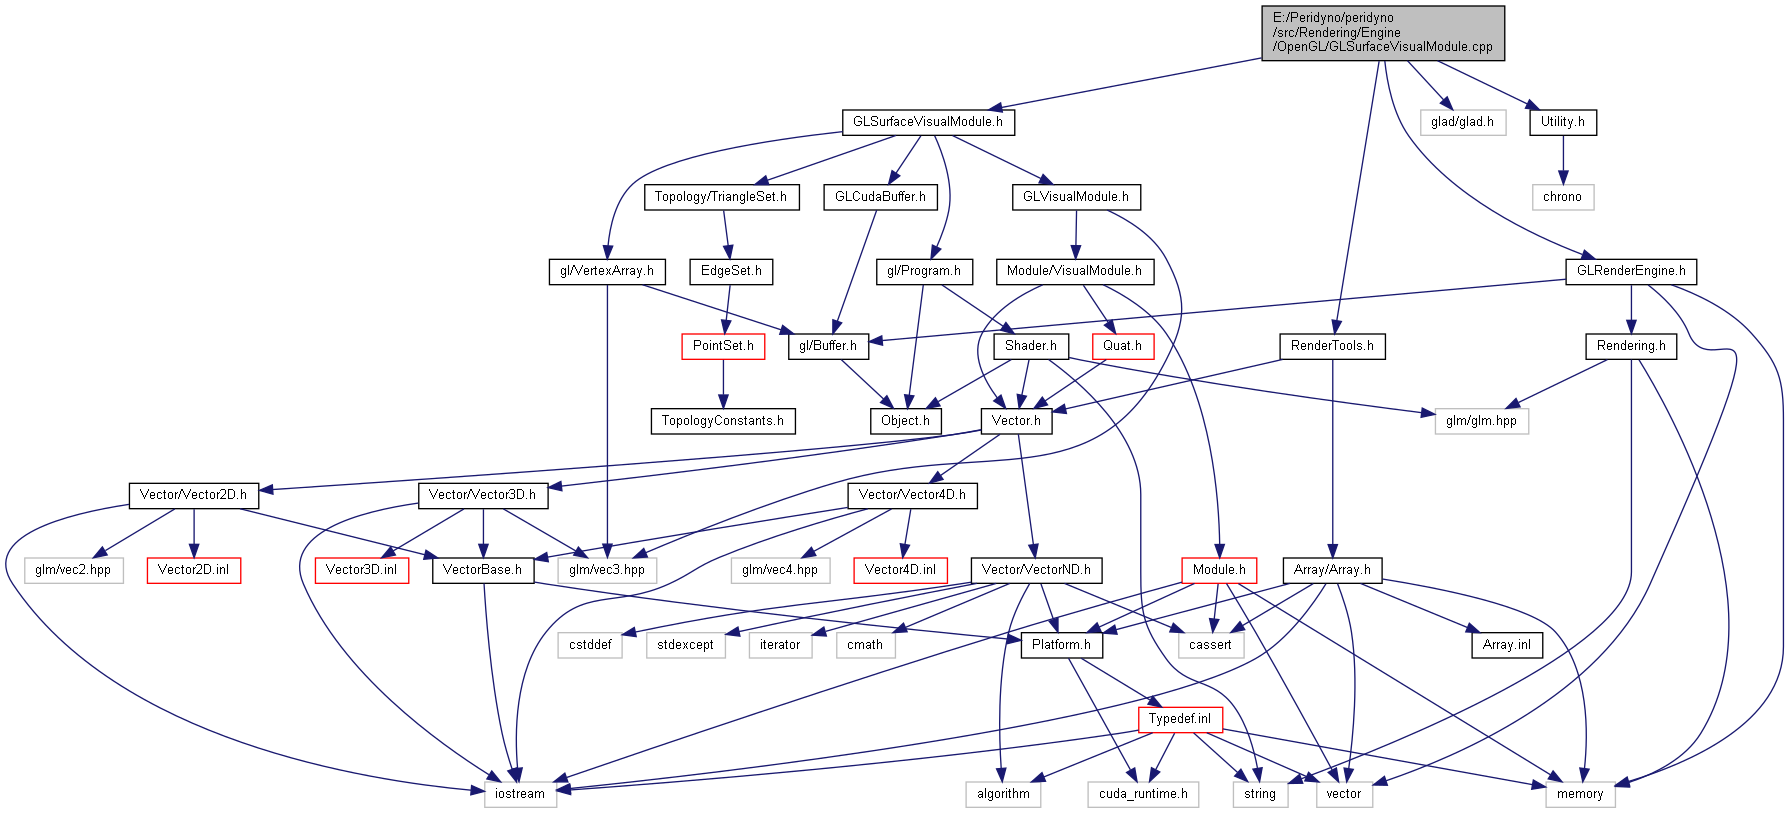 E:/Peridyno/peridyno
/src/Rendering/Engine
/OpenGL/GLSurfaceVisualModule.cpp
GLSurfaceVisualModule.h
glad/glad.h
Utility.h
Topology/TriangleSet.h
GLCudaBuffer.h
GLVisualModule.h
chrono
gl/VertexArray.h
EdgeSet.h
gl/Program.h
Module/VisualModule.h
GLRenderEngine.h
PointSet.h
gl/Buffer.h
Shader.h
Quat.h
RenderTools.h
Rendering.h
TopologyConstants.h
Object.h
Vector.h
glm/glm.hpp
Vector/Vector2D.h
Vector/Vector3D.h
Vector/Vector4D.h
glm/vec2.hpp
Vector2D.inl
Vector3D.inl
VectorBase.h
glm/vec3.hpp
glm/vec4.hpp
Vector4D.inl
Vector/VectorND.h
Module.h
Array/Array.h
cstddef
stdexcept
iterator
cmath
Platform.h
cassert
Array.inl
Typedef.inl
iostream
algorithm
cuda_runtime.h
string
vector
memory